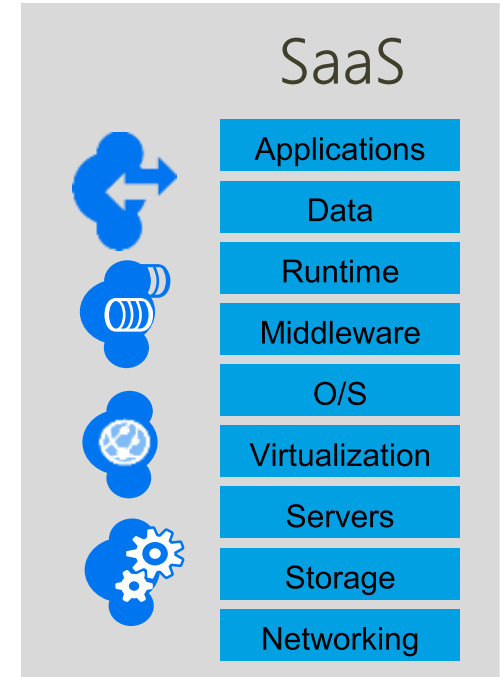 SaaS
Applications
Data
Runtime
Middleware
O/S
Virtualization
Servers
Storage
Networking